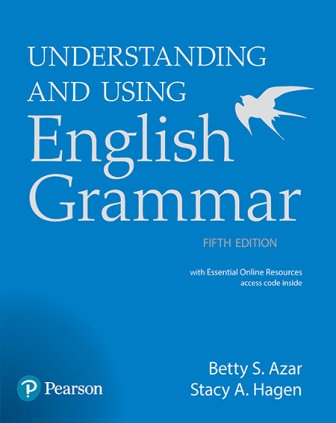 UNDERSTANDING
AND USING
English
Grammar
FIFTH EDITION
with Essential Online Resources
access code inside
Betty S. Azar
Stacy A. Hagen
Pearson